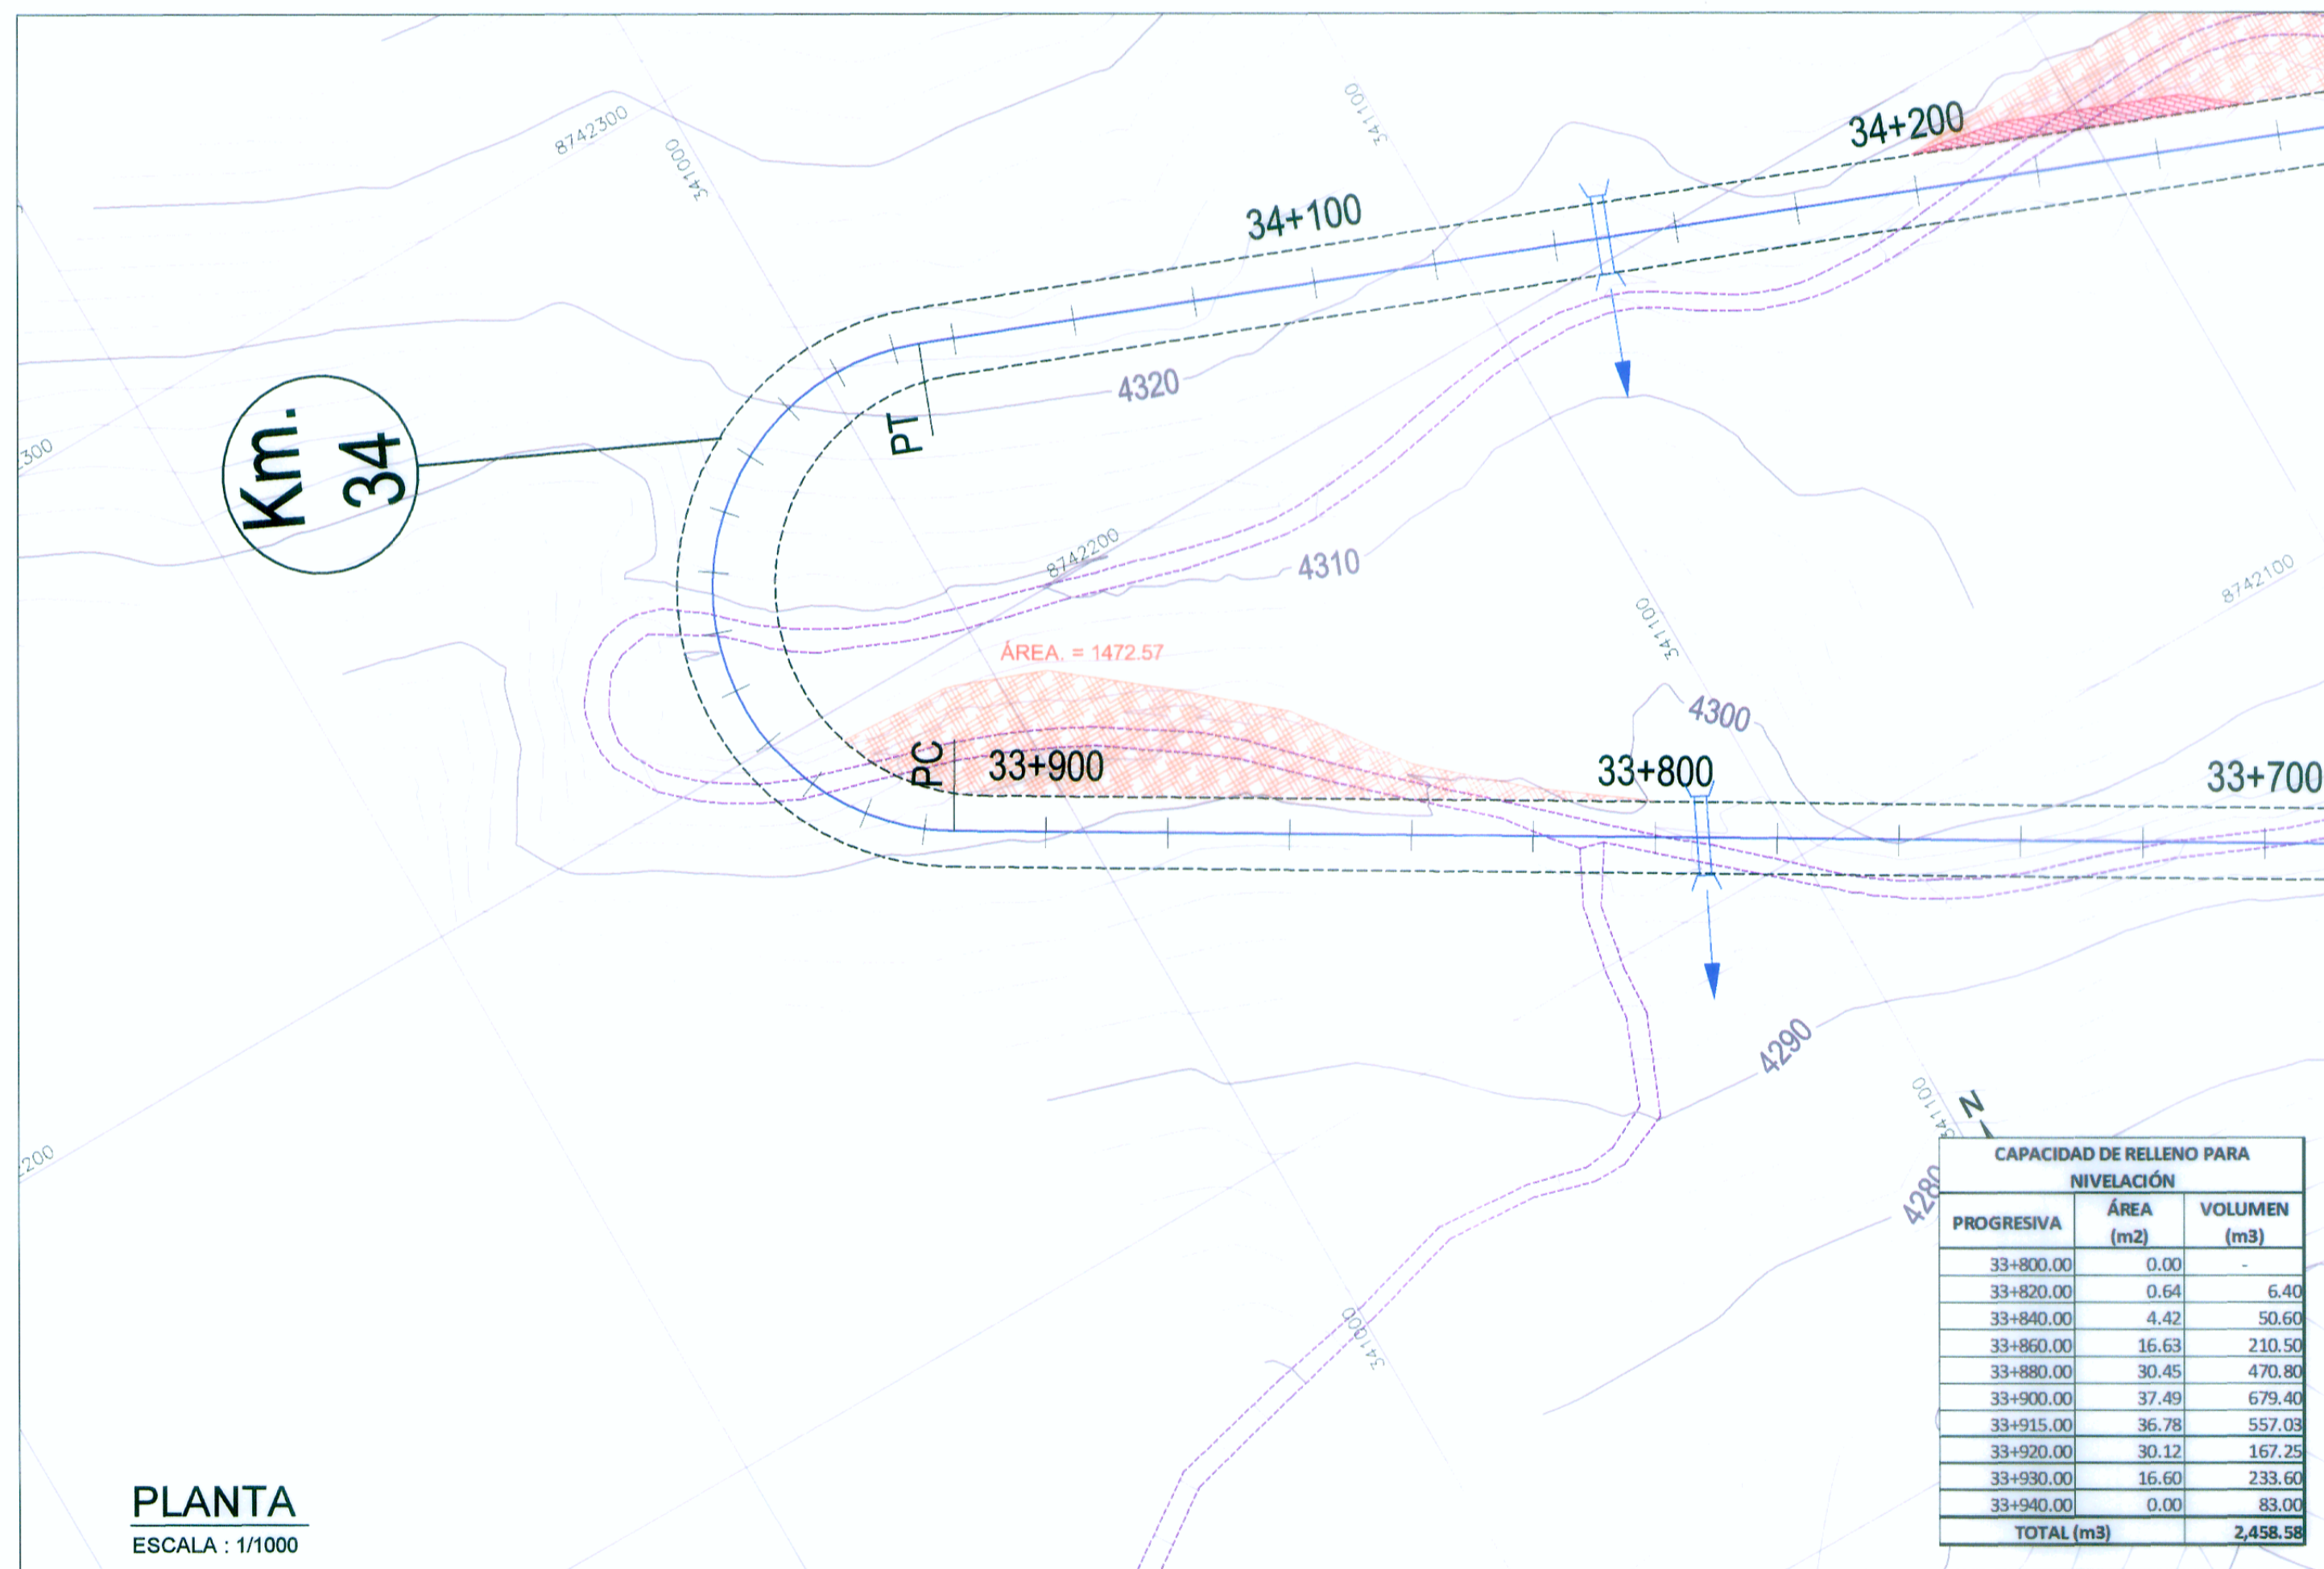 8742300
341000
341100
34+200
34+100
Km.
34
4320
PT
8742200
4310
8742100
341100
ÁREA. = 1472.57
4300
PC
33+900
33+800
33+700
4290
341100
N
4280
341000
CAPACIDAD DE RELLENO PARA
NIVELACIÓN
PROGRESIVA ÁREA (m2) VOLUMEN (m3)
33+800.00 0.00 -
33+820.00 0.64 6.40
33+840.00 4.42 50.60
33+860.00 16.63 210.50
33+880.00 30.45 470.80
33+900.00 37.49 679.40
33+915.00 36.78 557.03
33+920.00 30.12 167.25
33+930.00 16.60 233.60
33+940.00 0.00 83.00
TOTAL (m3) 2,458.58
PLANTA
ESCALA : 1/1000